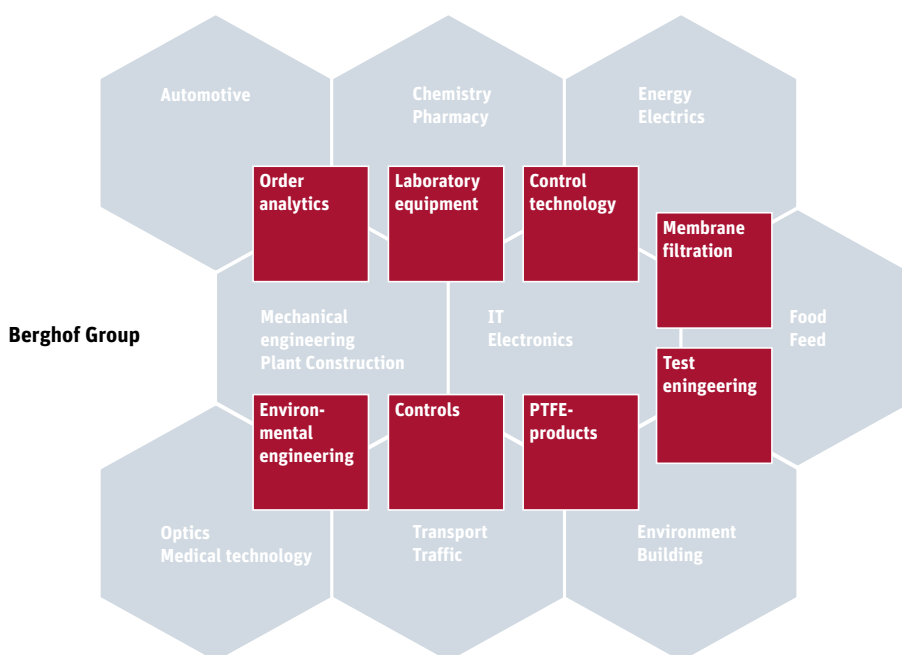 Automotive
Chemistry
Pharmacy
Energy
Electrics
Order
analytics
Laboratory
equipment
Control
technology
Membrane
filtration
Berghof Group
Mechanical
engineering
Plant Construction
IT
Electronics
Food
Feed
Test
eningeering
Environ-
mental
engineering
Controls
PTFE-
products
Optics
Medical technology
Transport
Traffic
Environment
Building